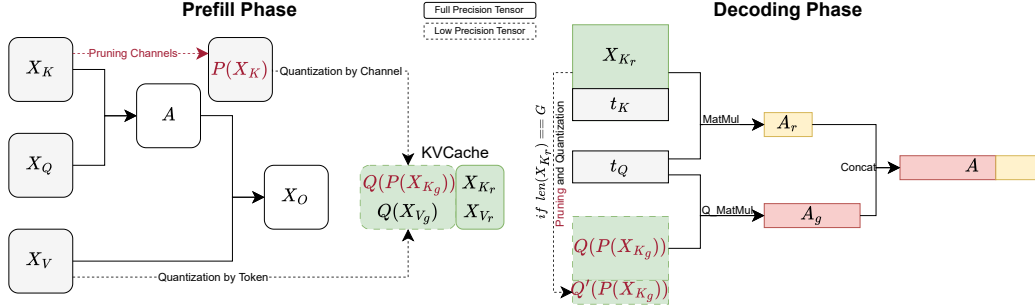 Prefill Phase
Full Precision Tensor
Low Precision Tensor
Decoding Phase
X_K
Pruning Channels
P(X_K)
Quantization by Channel
A
X_Q
X_O
X_V
Quantization by Token
KVCache
Q(P(X_{K_g}))
X_{K_r}
Q(X_{V_g})
X_{V_r}
if len(X_{K_r}) == G
Pruning and Quantization
X_{K_r}
t_K
t_Q
MatMul
A_r
Concat
A
Q_MatMul
A_g
Q(P(X_{K_g}))
Q'(P(X_{K_g}))